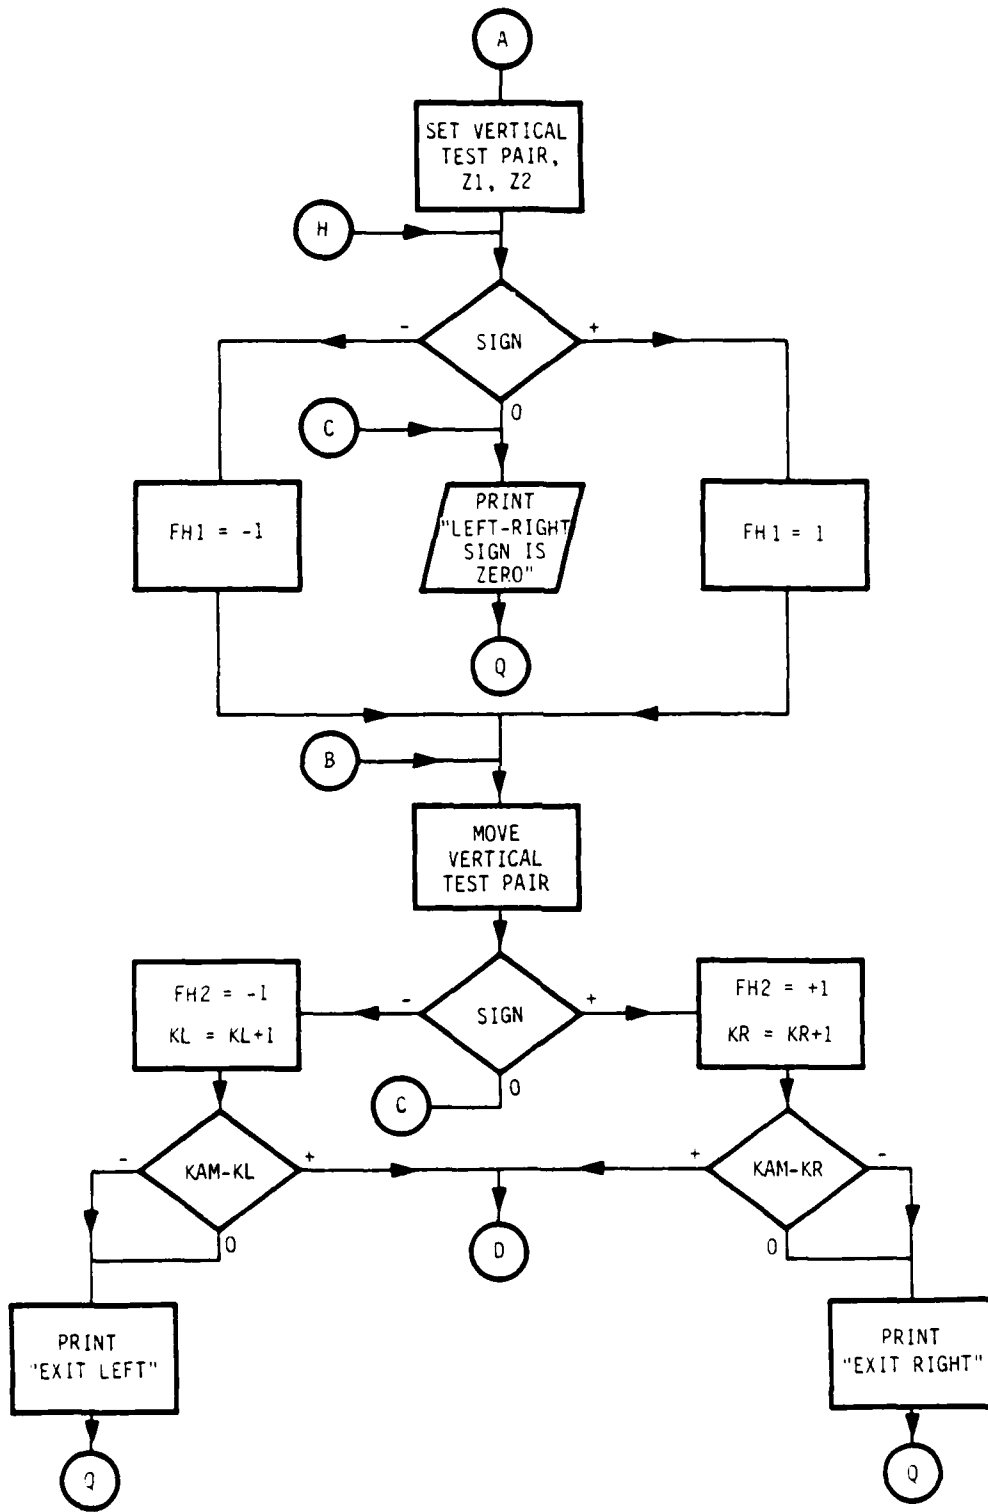 A
SET VERTICAL
TEST PAIR,
Z1, Z2
H
-
SIGN
+
0
C
FH1 = -1
PRINT
"LEFT-RIGHT
SIGN IS
ZERO"
FH1 = 1
Q
B
MOVE
VERTICAL
TEST PAIR
FH2 = -1
KL = KL+1
-
SIGN
+
FH2 = +1
KR = KR+1
0
C
-
KAM-KL
+
+
KAM-KR
-
0
D
0
PRINT
"EXIT LEFT"
PRINT
"EXIT RIGHT"
Q
Q